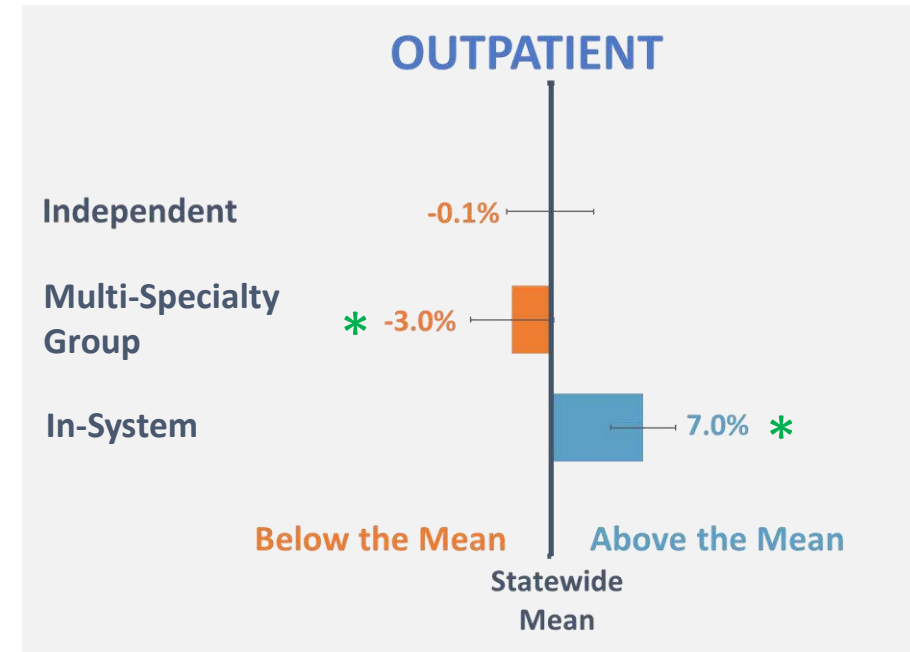 OUTPATIENT
Independent -0.1%
Multi-Specialty
Group
* -3.0%
In-System 7.0% *
Below the Mean Above the Mean
Statewide
Mean